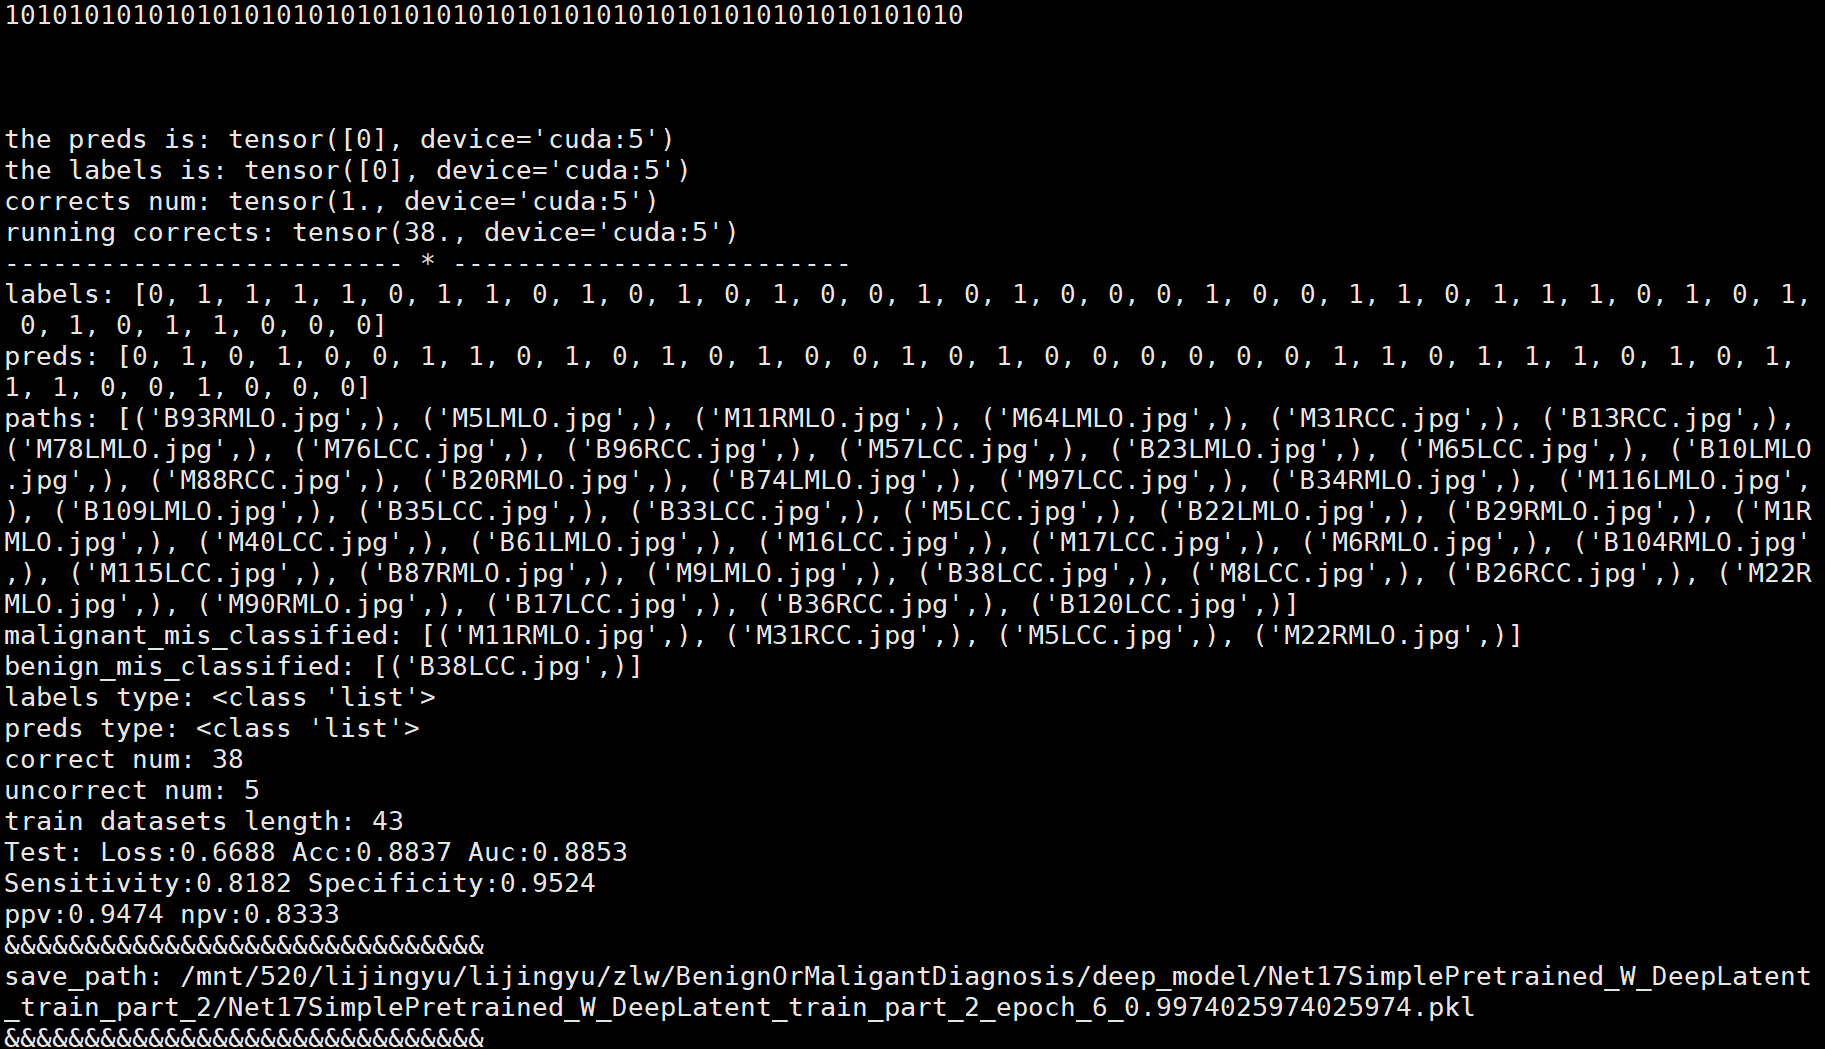 101010101010101010101010101010101010101010101010101010101010
the preds is: tensor([0], device='cuda:5')
the labels is: tensor([0], device='cuda:5')
corrects num: tensor(1., device='cuda:5')
running corrects: tensor(38., device='cuda:5')
------------------------- * -------------------------
labels: [0, 1, 1, 1, 1, 0, 1, 1, 0, 1, 0, 1, 0, 1, 0, 0, 1, 0, 1, 0, 0, 0, 1, 0, 0, 1, 1, 0, 1, 1, 1, 0, 1, 0, 1,
 0, 1, 0, 1, 1, 0, 0, 0]
preds: [0, 1, 0, 1, 0, 0, 1, 1, 0, 1, 0, 1, 0, 1, 0, 0, 1, 0, 1, 0, 0, 0, 0, 0, 0, 1, 1, 0, 1, 1, 1, 0, 1, 0, 1,
1, 1, 0, 0, 1, 0, 0, 0]
paths: [('B93RMLO.jpg',), ('M5LMLO.jpg',), ('M11RMLO.jpg',), ('M64LMLO.jpg',), ('M31RCC.jpg',), ('B13RCC.jpg',),
('M78LMLO.jpg',), ('M76LCC.jpg',), ('B96RCC.jpg',), ('M57LCC.jpg',), ('B23LMLO.jpg',), ('M65LCC.jpg',), ('B10LMLO
.jpg',), ('M88RCC.jpg',), ('B20RMLO.jpg',), ('B74LMLO.jpg',), ('M97LCC.jpg',), ('B34RMLO.jpg',), ('M116LMLO.jpg',
), ('B109LMLO.jpg',), ('B35LCC.jpg',), ('B33LCC.jpg',), ('M5LCC.jpg',), ('B22LMLO.jpg',), ('B29RMLO.jpg',), ('M1R
MLO.jpg',), ('M40LCC.jpg',), ('B61LMLO.jpg',), ('M16LCC.jpg',), ('M17LCC.jpg',), ('M6RMLO.jpg',), ('B104RMLO.jpg'
,), ('M115LCC.jpg',), ('B87RMLO.jpg',), ('M9LMLO.jpg',), ('B38LCC.jpg',), ('M8LCC.jpg',), ('B26RCC.jpg',), ('M22R
MLO.jpg',), ('M90RMLO.jpg',), ('B17LCC.jpg',), ('B36RCC.jpg',), ('B120LCC.jpg',)]
malignant_mis_classified: [('M11RMLO.jpg',), ('M31RCC.jpg',), ('M5LCC.jpg',), ('M22RMLO.jpg',)]
benign_mis_classified: [('B38LCC.jpg',)]
labels type: <class 'list'>
preds type: <class 'list'>
correct num: 38
uncorrect num: 5
train datasets length: 43
Test: Loss:0.6688 Acc:0.8837 Auc:0.8853
Sensitivity:0.8182 Specificity:0.9524
ppv:0.9474 npv:0.8333
&&&&&&&&&&&&&&&&&&&&&&&&&&&&&&
save_path: /mnt/520/lijingyu/lijingyu/zlw/BenignOrMaligantDiagnosis/deep_model/Net17SimplePretrained_W_DeepLatent
_train_part_2/Net17SimplePretrained_W_DeepLatent_train_part_2_epoch_6_0.9974025974025974.pkl
&&&&&&&&&&&&&&&&&&&&&&&&&&&&&&